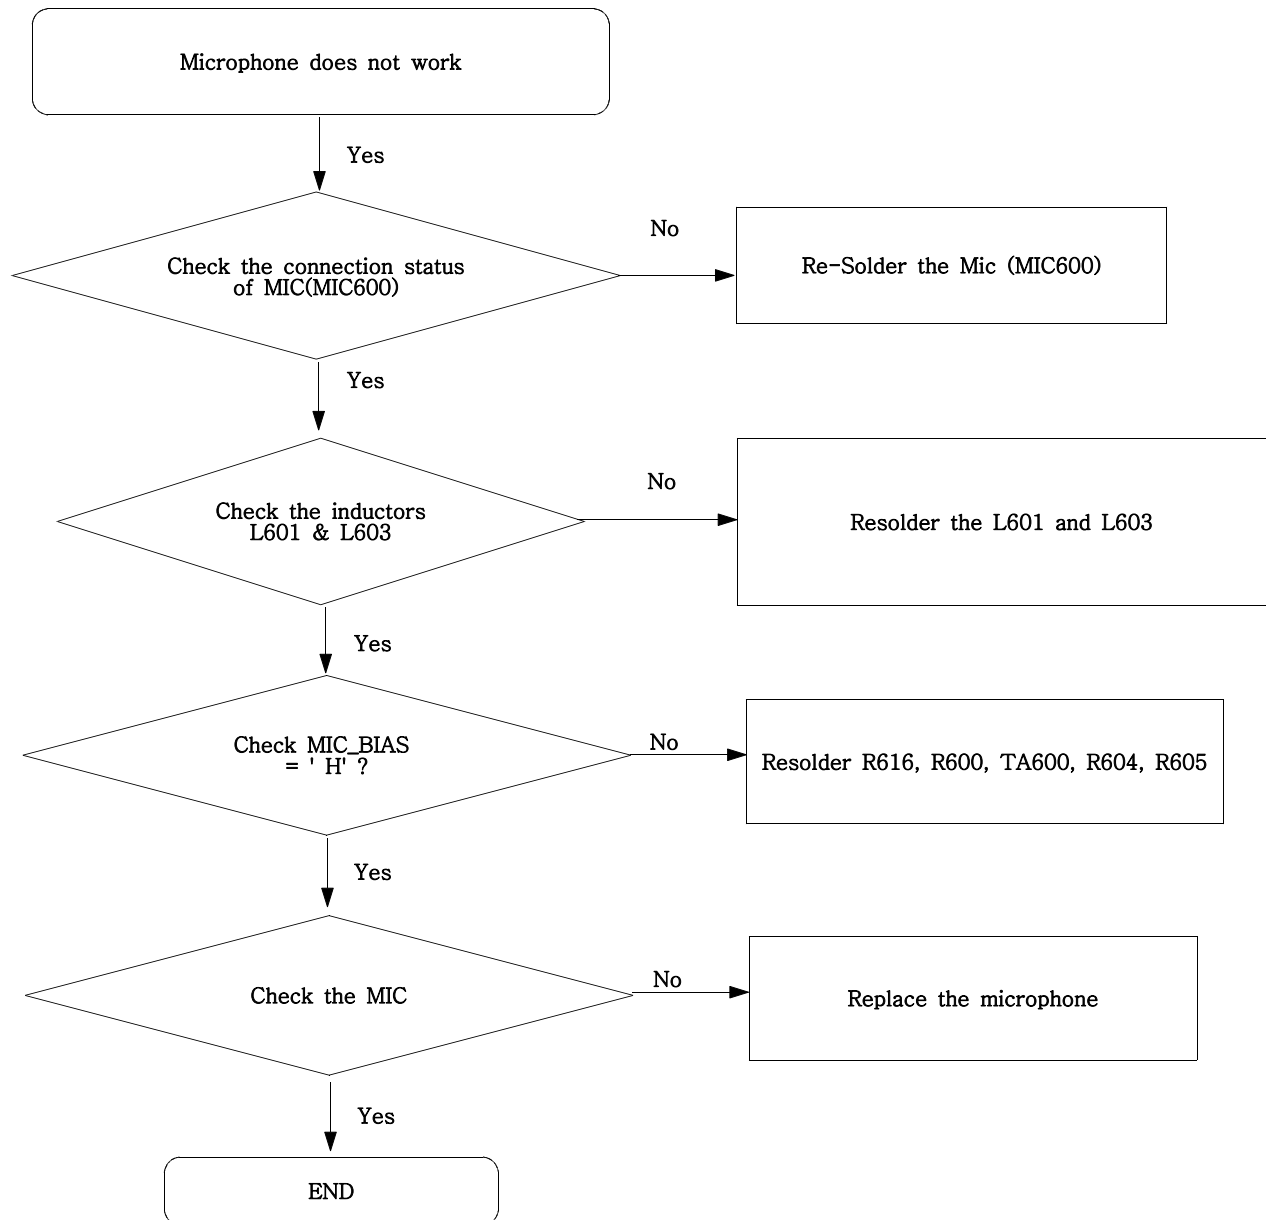 Microphone does not work
Yes
Check the connection status
of MIC(MIC600)
No
Re-Solder the Mic (MIC600)
Yes
Check the inductors
L601 & L603
No
Resolder the L601 and L603
Yes
Check MIC_BIAS
= ' H' ?
No
Resolder R616, R600, TA600, R604, R605
Yes
Check the MIC
No
Replace the microphone
Yes
END